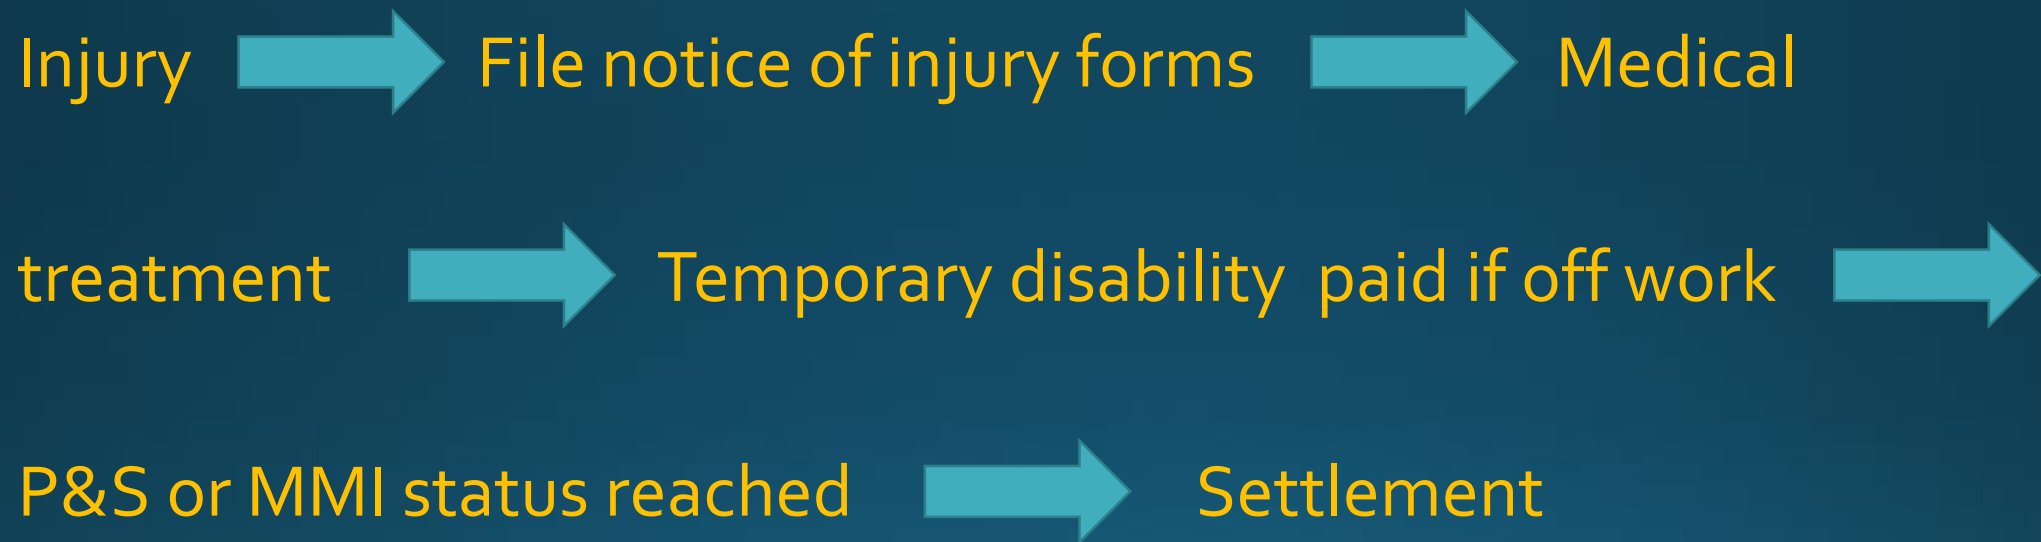 Injury File notice of injury forms Medical
treatment Temporary disability paid if off work
P&S or MMI status reached Settlement